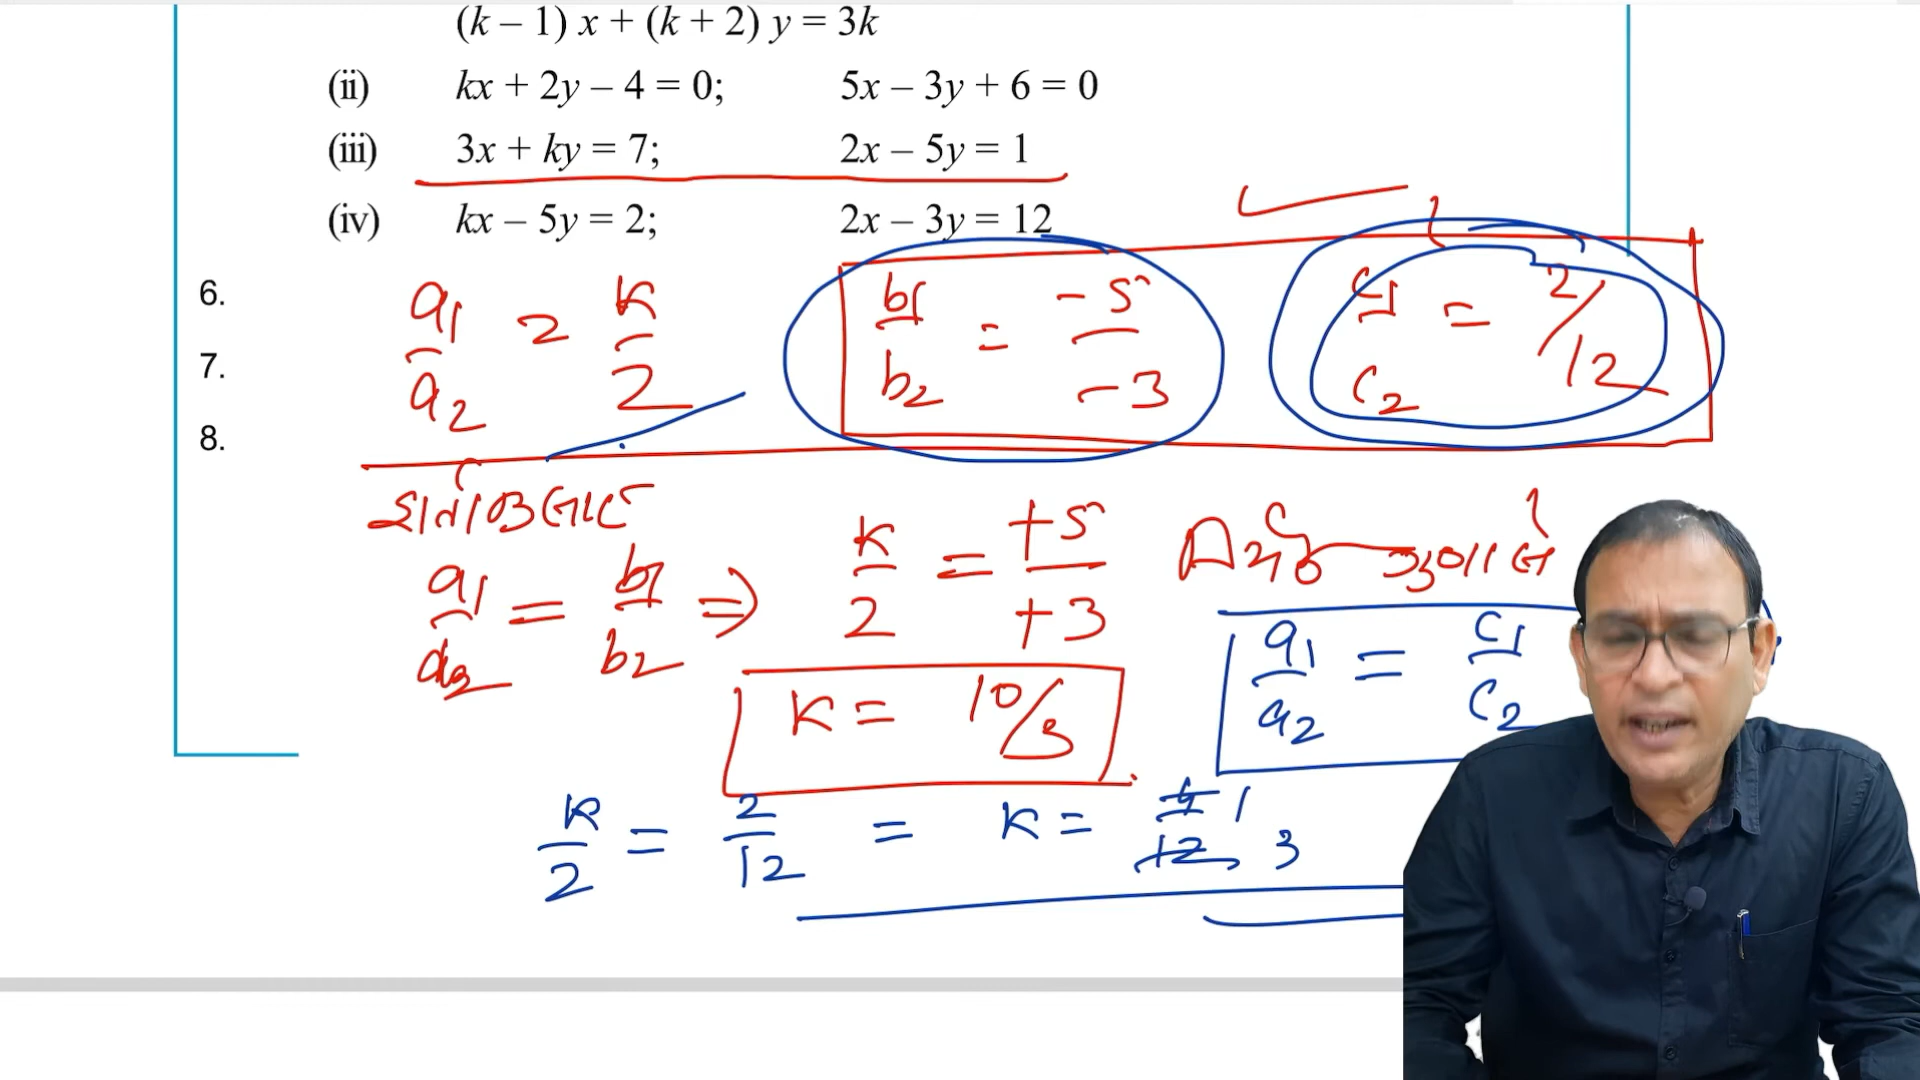 (k – 1) x + (k + 2) y = 3k
(ii) kx + 2y – 4 = 0; 5x – 3y + 6 = 0
(iii) 3x + ky = 7; 2x – 5y = 1
(iv) kx – 5y = 2; 2x – 3y = 12
6.
7.
8.
a1/a2 = k/2 b1/b2 = -5/-3 c1/c2 = 2/12
a1/a2 = b1/b2 ⇒ k/2 = +5/+3
a1/a2 = c1/c2
k = 10/3
k/2 = 2/12 = k = 4/12 1 3